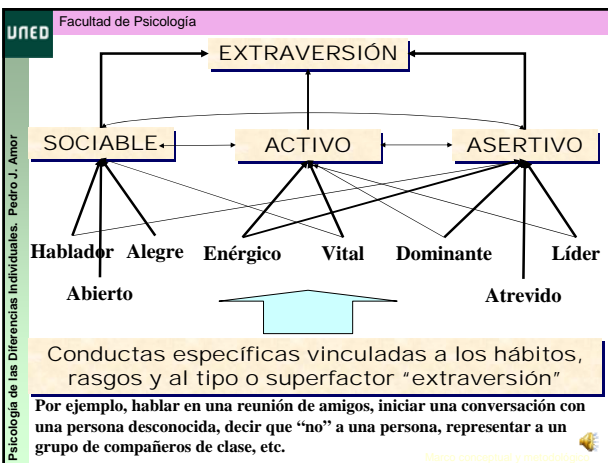 UNED
Facultad de Psicología
Psicología de las Diferencias Individuales. Pedro J. Amor
EXTRAVERSIÓN
SOCIABLE
ACTIVO
ASERTIVO
Hablador Alegre Enérgico Vital Dominante Líder
Abierto Atrevido
Conductas específicas vinculadas a los hábitos,
rasgos y al tipo o superfactor “extraversión”
Por ejemplo, hablar en una reunión de amigos, iniciar una conversación con
una persona desconocida, decir que “no” a una persona, representar a un
grupo de compañeros de clase, etc.